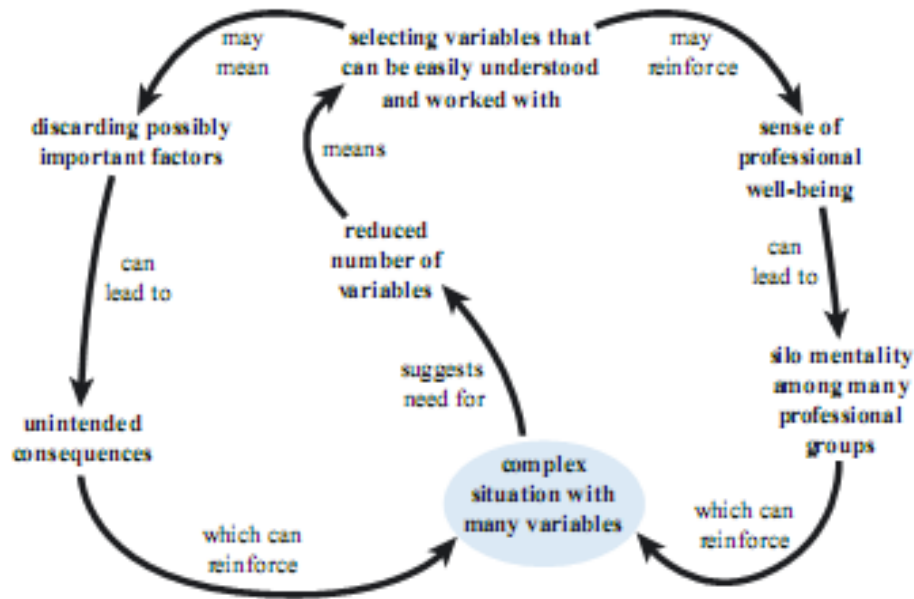 may
mean
selecting variables that
can be easily understood
and worked with
may
reinforce
discarding possibly
important factors
means
sense of
professional
well-being
reduced
number of
variables
can
lead to
can
lead to
suggests
need for
silo mentality
among many
professional
groups
unintended
consequences
complex
situation with
many variables
which can
reinforce
which can
reinforce